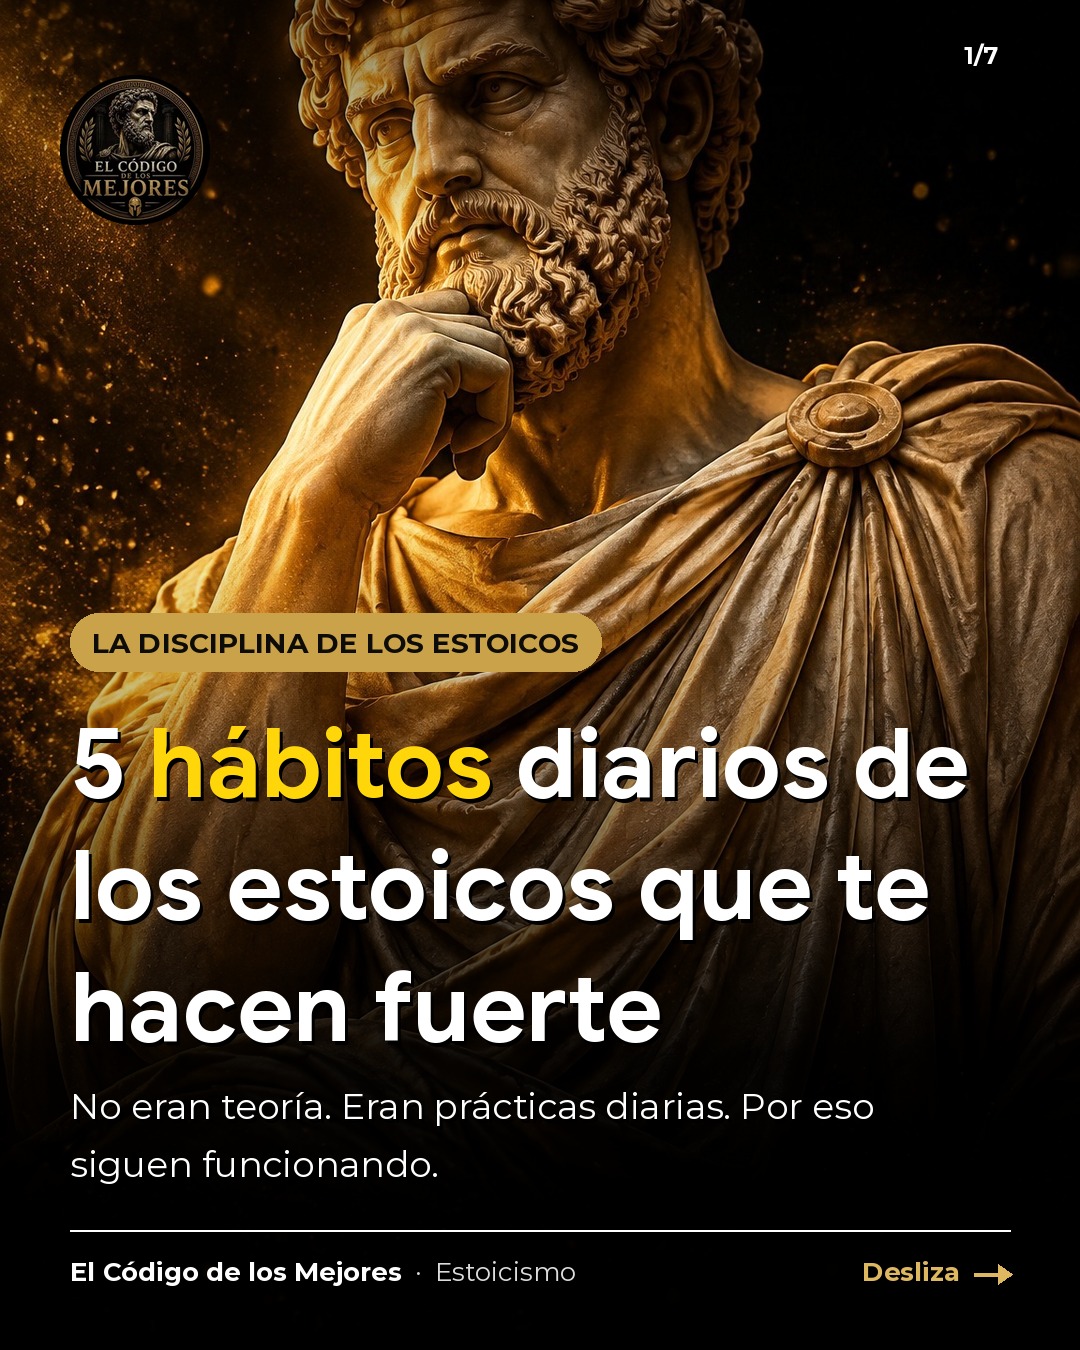 1/7
EL CÓDIGO
DE LOS
MEJORES
LA DISCIPLINA DE LOS ESTOICOS
5 hábitos diarios de
los estoicos que te
hacen fuerte
No eran teoría. Eran prácticas diarias. Por eso
siguen funcionando.
El Código de los Mejores · Estoicismo
Desliza →